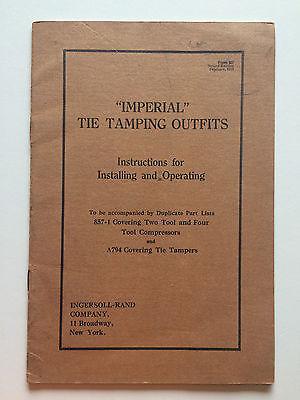 "IMPERIAL"
TIE TAMPING OUTFITS
Instructions for
Installing and Operating
To be accompanied by Duplicate Part Lists
857-1 Covering Two Tool and Four
Tool Compressors
and
A794 Covering Tie Tampers
INGERSOLL-RAND
COMPANY,
11 Broadway,
New York.